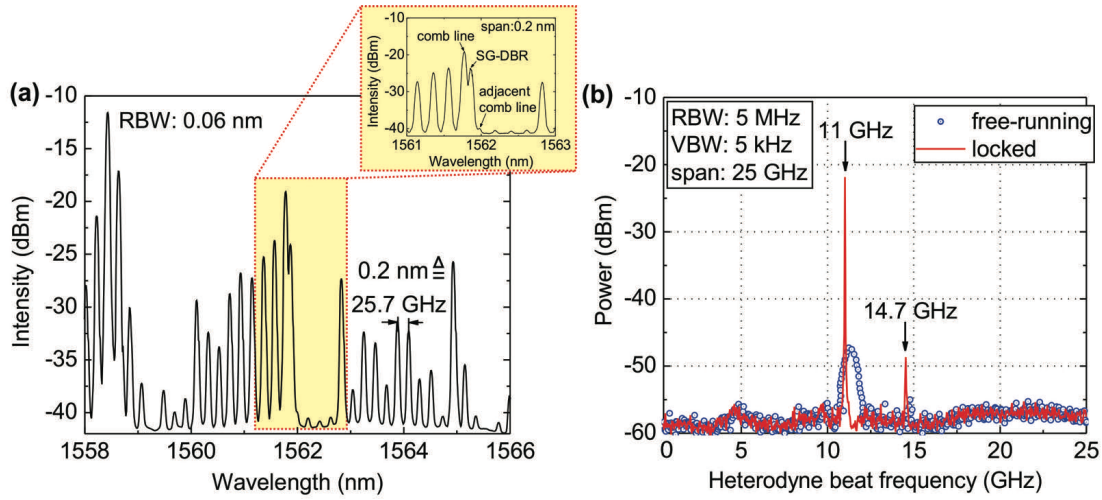 (a)
Intensity (dBm)
-10
-15
-20
-25
-30
-35
-40
RBW: 0.06 nm
0.2 nm ≙
25.7 GHz
1558
1560
1562
1564
1566
Wavelength (nm)
Intensity (dBm)
-10
-20
-30
-40
span:0.2 nm
comb line
SG-DBR
adjacent
comb line
1561
1562
1563
Wavelength (nm)
(b)
Power (dBm)
-10
-20
-30
-40
-50
-60
RBW: 5 MHz
VBW: 5 kHz
span: 25 GHz
11 GHz
free-running
locked
14.7 GHz
0
5
10
15
20
25
Heterodyne beat frequency (GHz)